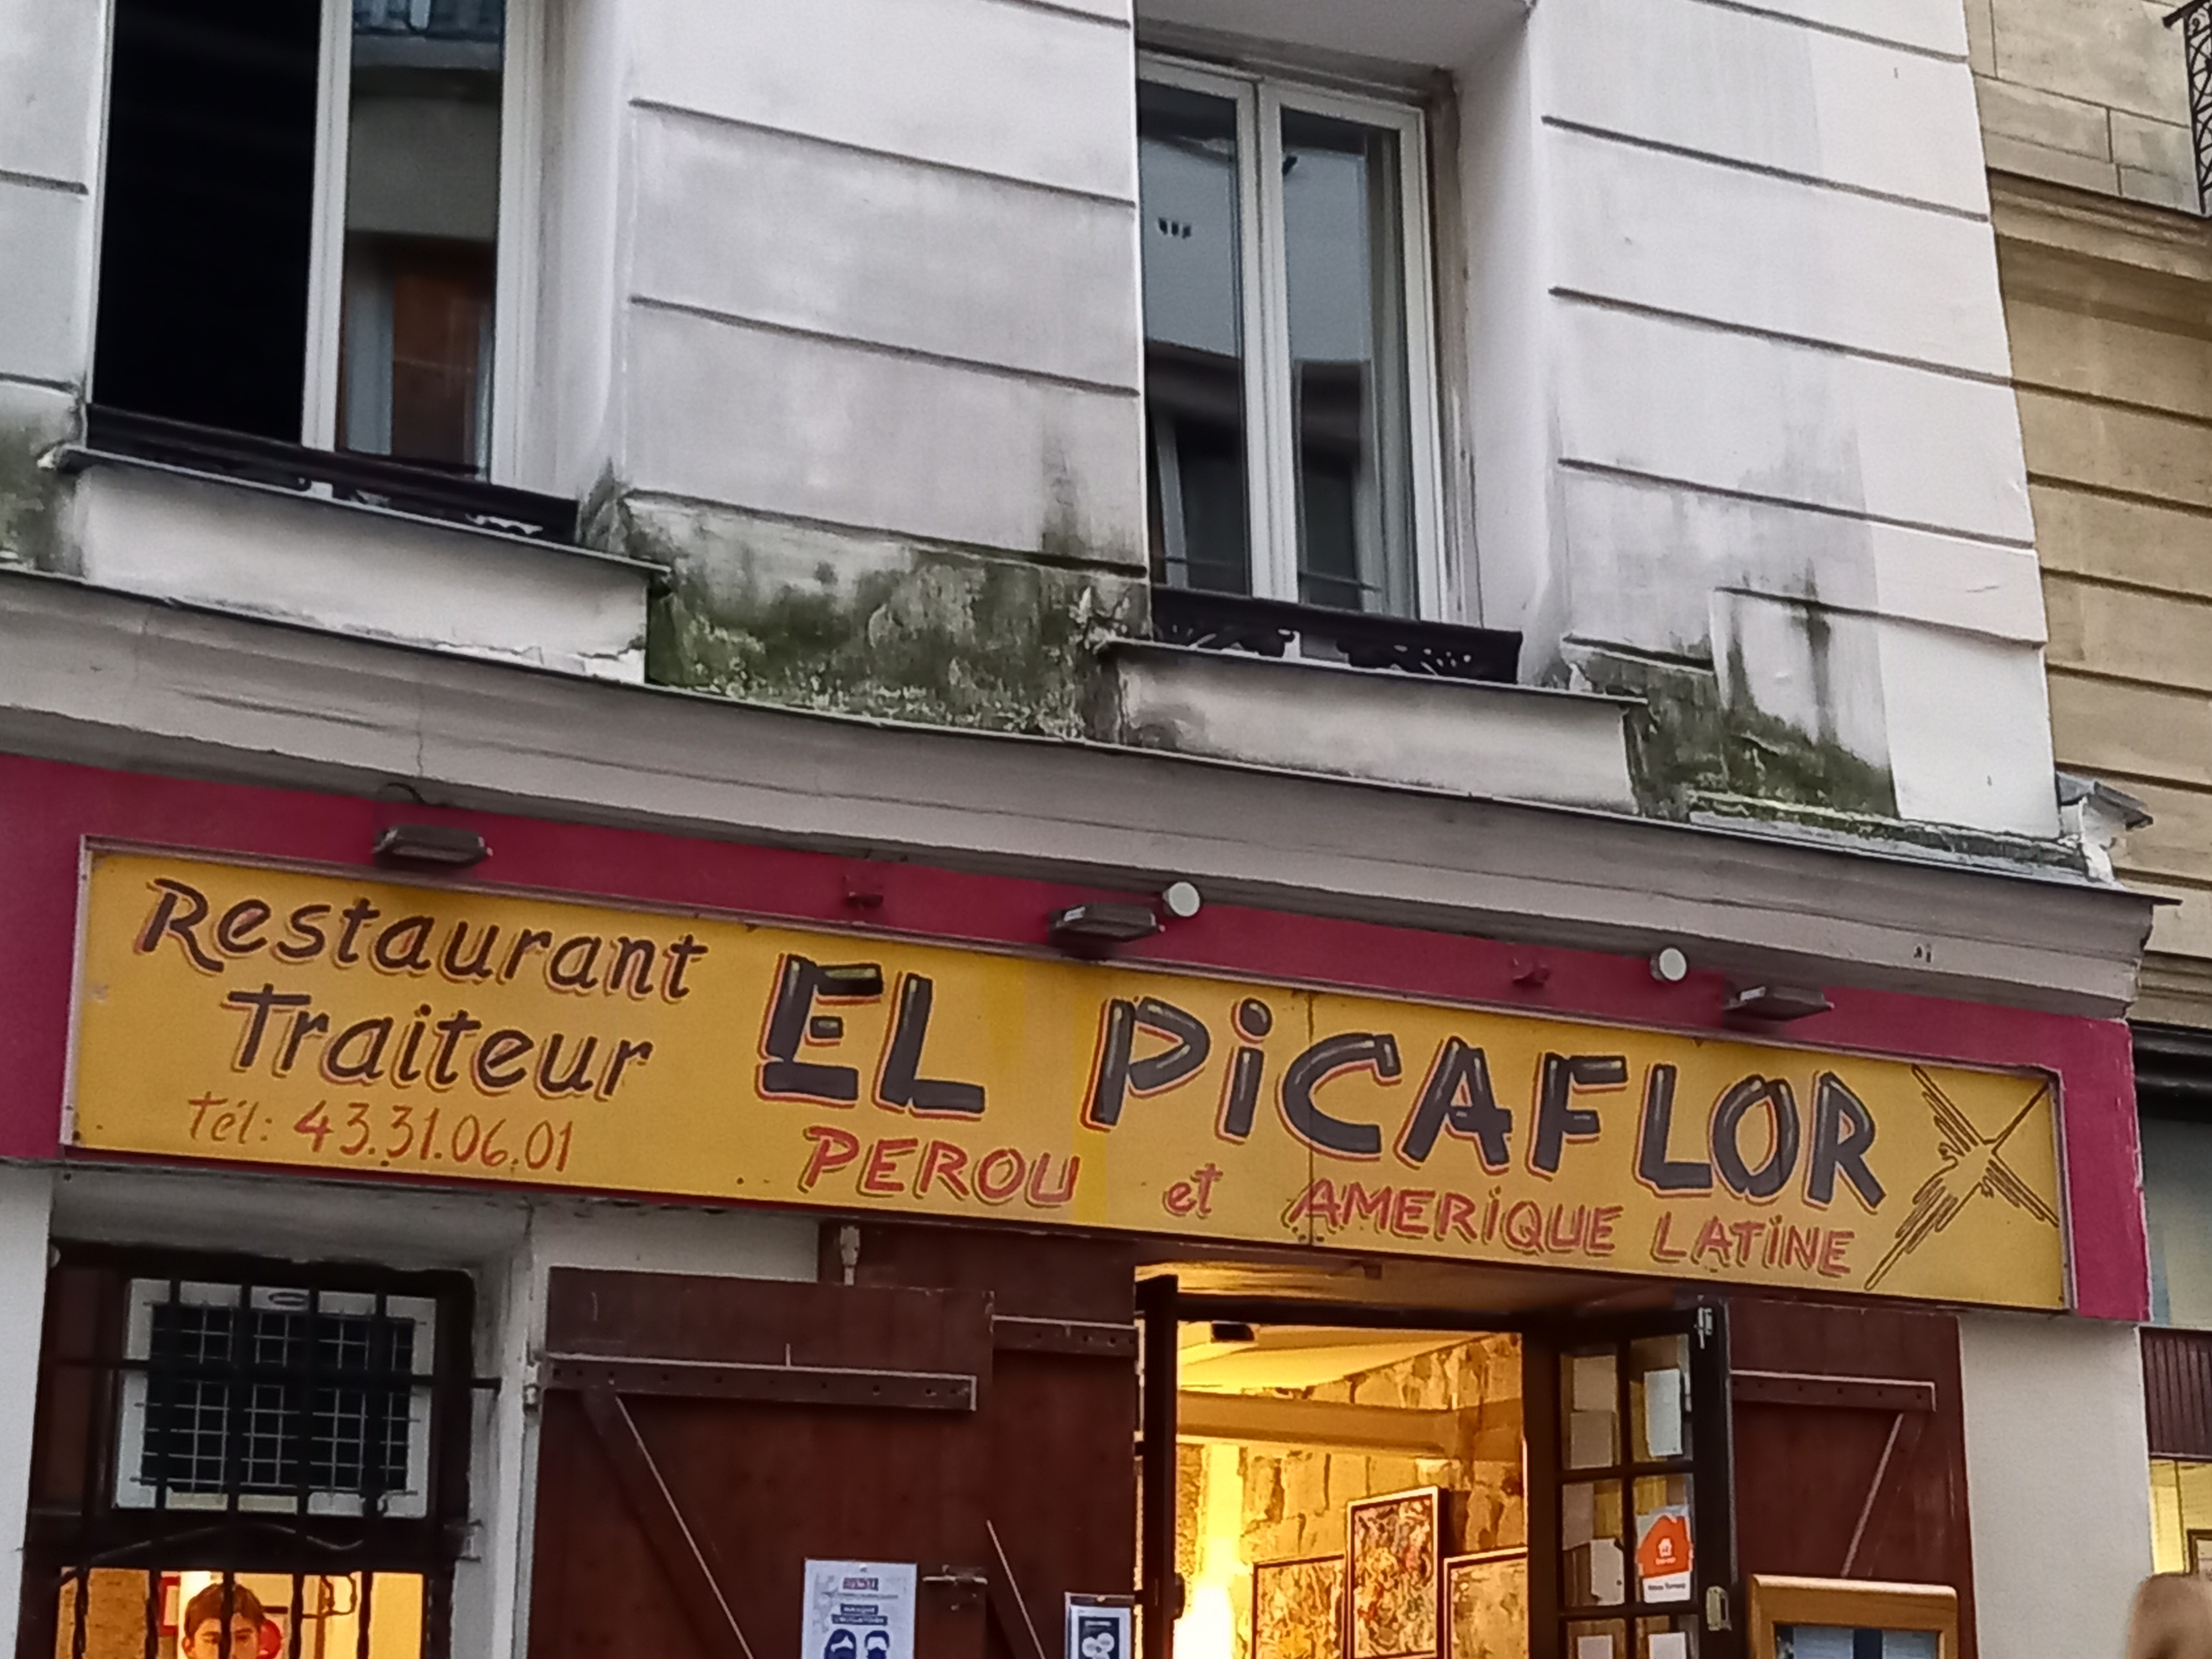 Restaurant
Traiteur
Tél: 43.31.06.01
EL PiCAFLOR
PEROU et AMERiQUE LATiNE